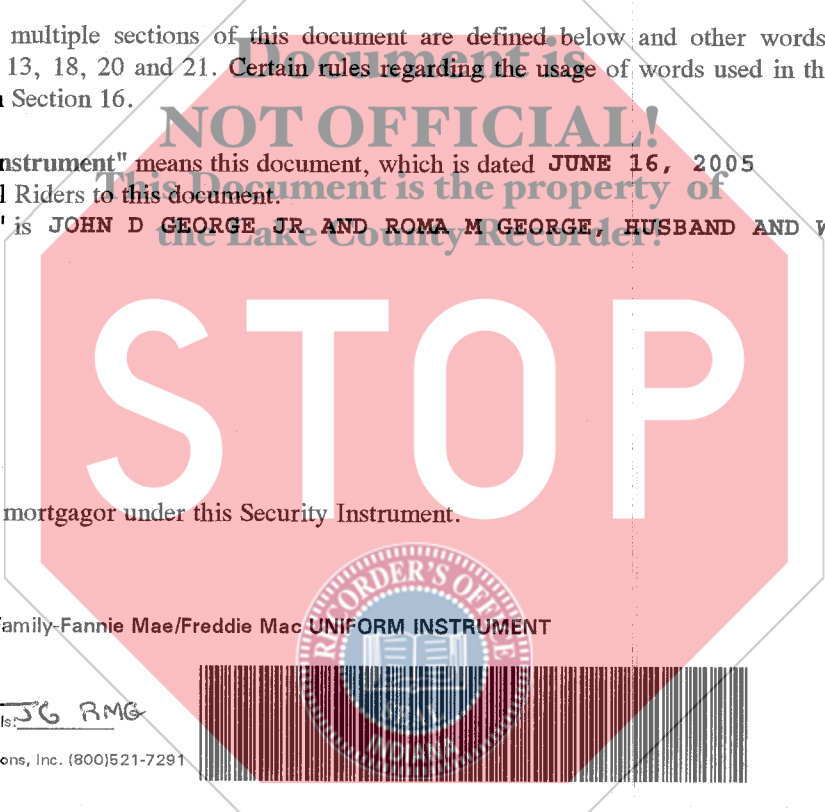 multiple sections of this document are defined below and other words
13, 18, 20 and 21. Certain rules regarding the usage of words used in th
Section 16.
Document is
NOT OFFICIAL!
This Document is the property of
the Lake County Recorder!
nstrument" means this document, which is dated JUNE 16, 2005
l Riders to this document.
" is JOHN D GEORGE JR AND ROMA M GEORGE, HUSBAND AND W
STOP
mortgagor under this Security Instrument.
amily-Fannie Mae/Freddie Mac UNIFORM INSTRUMENT
RECORDER'S OFFICE
SEAL
INDIANA
ls: JG RMG
ons, Inc. (800)521-7291